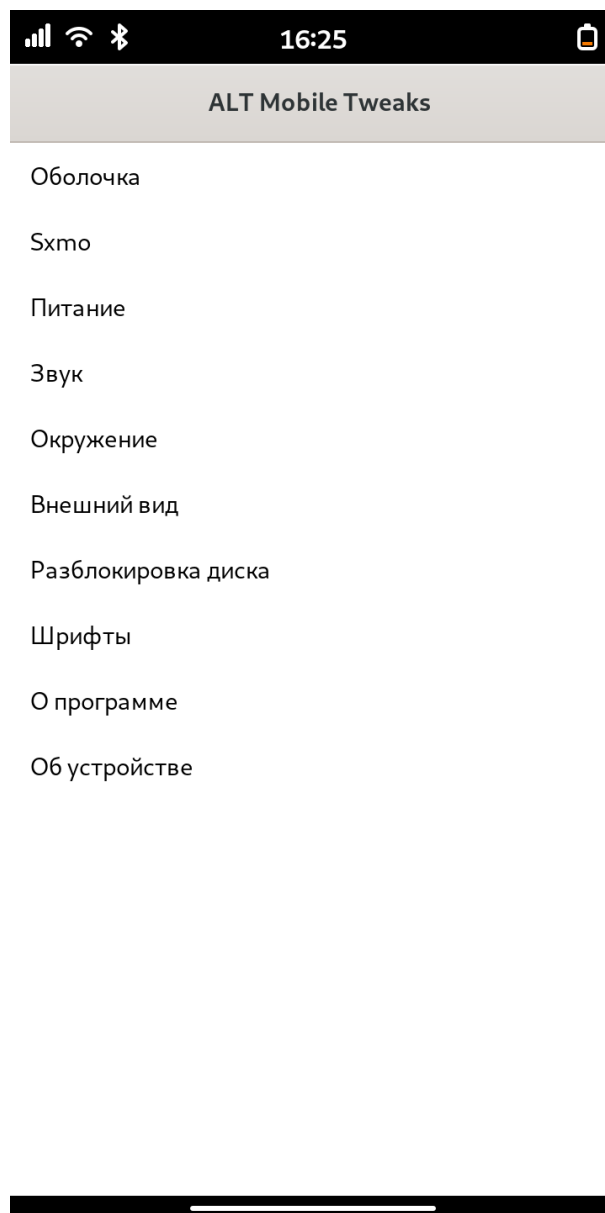 16:25
ALT Mobile Tweaks
Оболочка
Sxmo
Питание
Звук
Окружение
Внешний вид
Разблокировка диска
Шрифты
О программе
Об устройстве